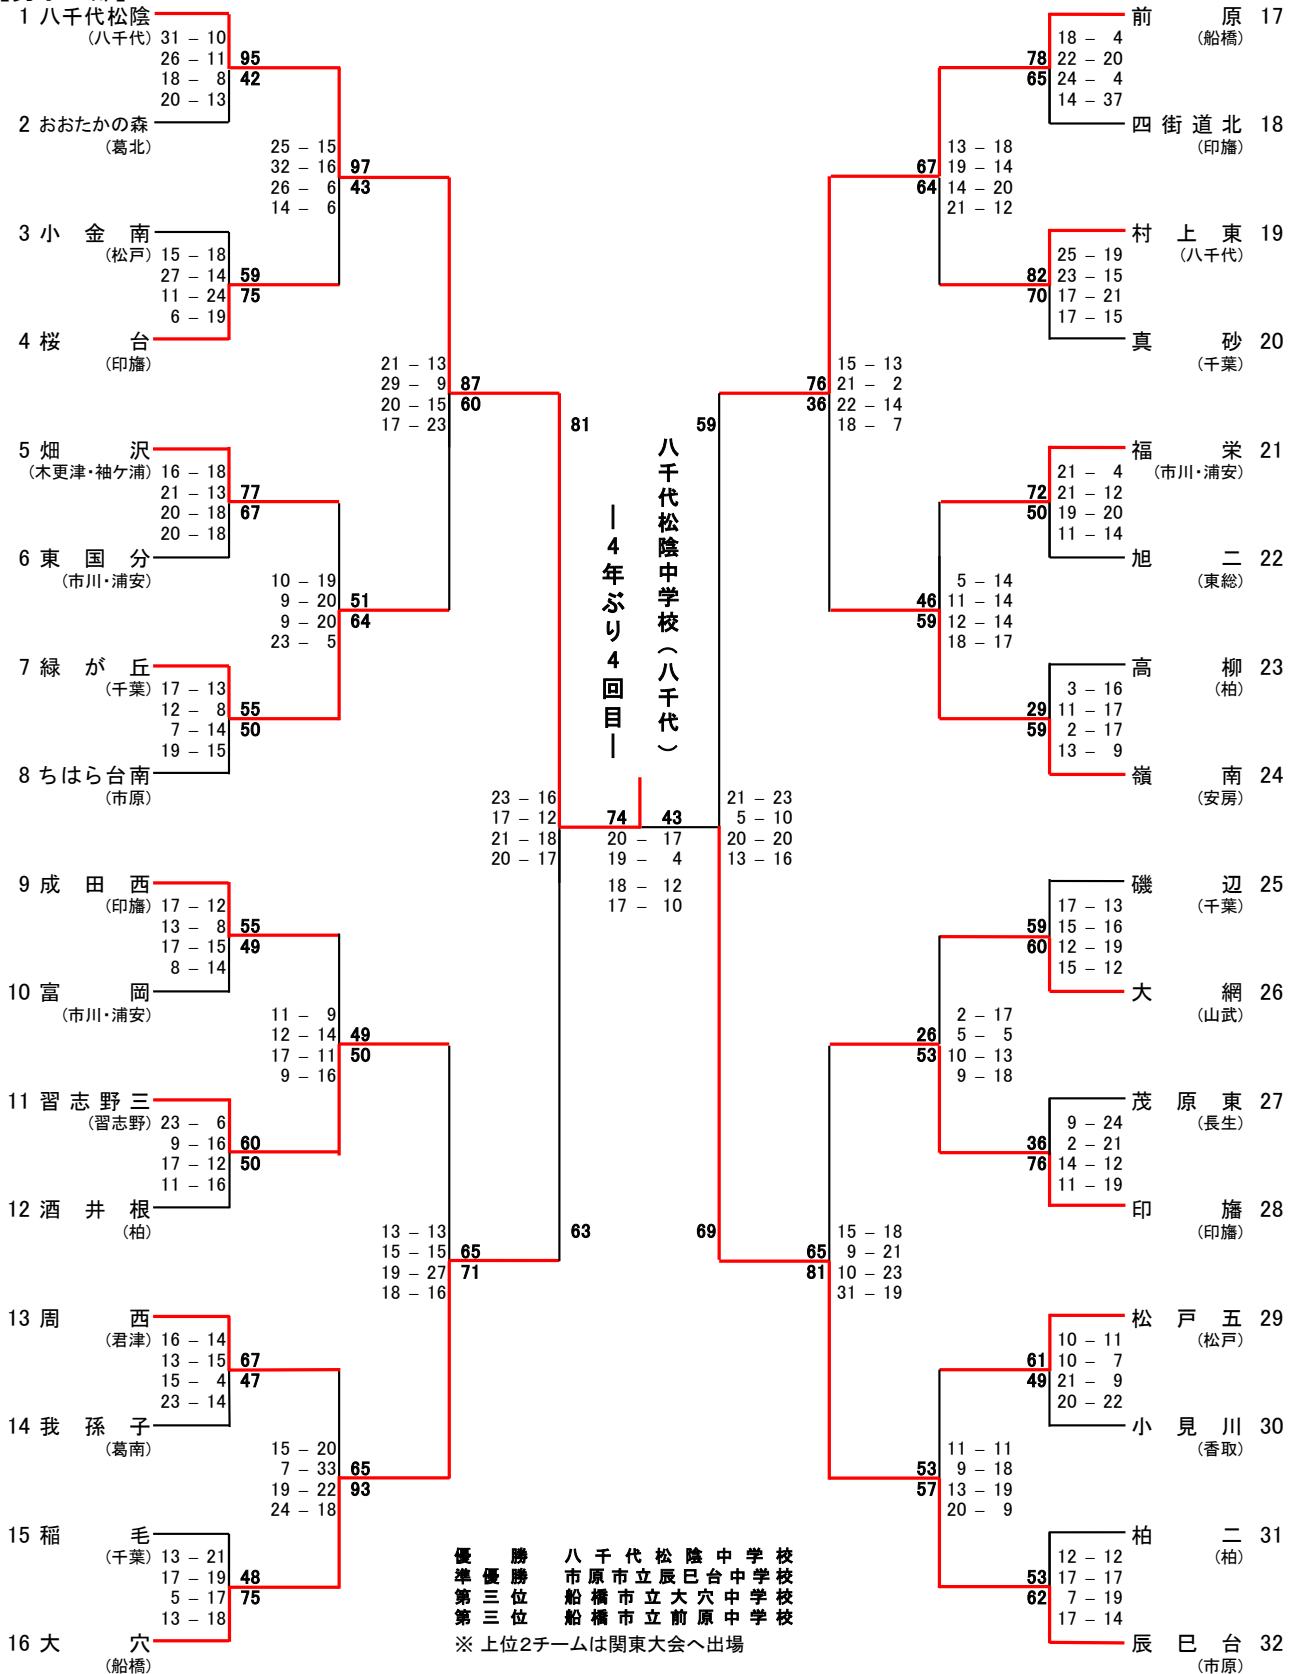 1 八千代松陰
(八千代)
31 － 10
26 － 11
18 － 8
20 － 13
95
42
2 おおたかの森
(葛北)
25 － 15
32 － 16
26 － 6
14 － 6
97
43
3 小金南
(松戸)
15 － 18
27 － 14
11 － 24
6 － 19
59
75
4 桜台
(印旛)
21 － 13
29 － 9
20 － 15
17 － 23
87
60
5 畑沢
(木更津・袖ケ浦)
16 － 18
21 － 13
20 － 18
20 － 18
77
67
6 東国分
(市川・浦安)
10 － 19
9 － 20
9 － 20
23 － 5
51
64
7 緑が丘
(千葉)
17 － 13
12 － 8
7 － 14
19 － 15
55
50
8 ちはら台南
(市原)
81
23 － 16
17 － 12
21 － 18
20 － 17
63
9 成田西
(印旛)
17 － 12
13 － 8
17 － 15
8 － 14
55
49
10 富岡
(市川・浦安)
11 － 9
12 － 14
17 － 11
9 － 16
49
50
11 習志野三
(習志野)
23 － 6
9 － 16
17 － 12
11 － 16
60
50
12 酒井根
(柏)
13 － 13
15 － 15
19 － 27
18 － 16
65
71
13 周西
(君津)
16 － 14
13 － 15
15 － 4
23 － 14
67
47
14 我孫子
(葛南)
15 － 20
7 － 33
19 － 22
24 － 18
65
93
15 稲毛
(千葉)
13 － 21
17 － 19
5 － 17
13 － 18
48
75
16 大穴
(船橋)
八千代松陰中学校(八千代)
―4年ぶり4回目―
74 43
20 － 17
19 － 4
18 － 12
17 － 10
前原 17
(船橋)
18 － 4
22 － 20
24 － 4
14 － 37
78
65
四街道北 18
(印旛)
13 － 18
19 － 14
14 － 20
21 － 12
67
64
村上東 19
(八千代)
25 － 19
23 － 15
17 － 21
17 － 15
82
70
真砂 20
(千葉)
15 － 13
21 － 2
22 － 14
18 － 7
76
36
福栄 21
(市川・浦安)
21 － 4
21 － 12
19 － 20
11 － 14
72
50
旭二 22
(東総)
5 － 14
11 － 14
12 － 14
18 － 17
46
59
高柳 23
(柏)
3 － 16
11 － 17
2 － 17
13 － 9
29
59
嶺南 24
(安房)
59
21 － 23
5 － 10
20 － 20
13 － 16
69
磯辺 25
(千葉)
17 － 13
15 － 16
12 － 19
15 － 12
59
60
大網 26
(山武)
2 － 17
5 － 5
10 － 13
9 － 18
26
53
茂原東 27
(長生)
9 － 24
2 － 21
14 － 12
11 － 19
36
76
印旛 28
(印旛)
15 － 18
9 － 21
10 － 23
31 － 19
65
81
松戸五 29
(松戸)
10 － 11
10 － 7
21 － 9
20 － 22
61
49
小見川 30
(香取)
11 － 11
9 － 18
13 － 19
20 － 9
53
57
柏二 31
(柏)
12 － 12
17 － 17
7 － 19
17 － 14
53
62
辰巳台 32
(市原)
優勝 八千代松陰中学校
準優勝 市原市立辰巳台中学校
第三位 船橋市立大穴中学校
第三位 船橋市立前原中学校
※ 上位2チームは関東大会へ出場